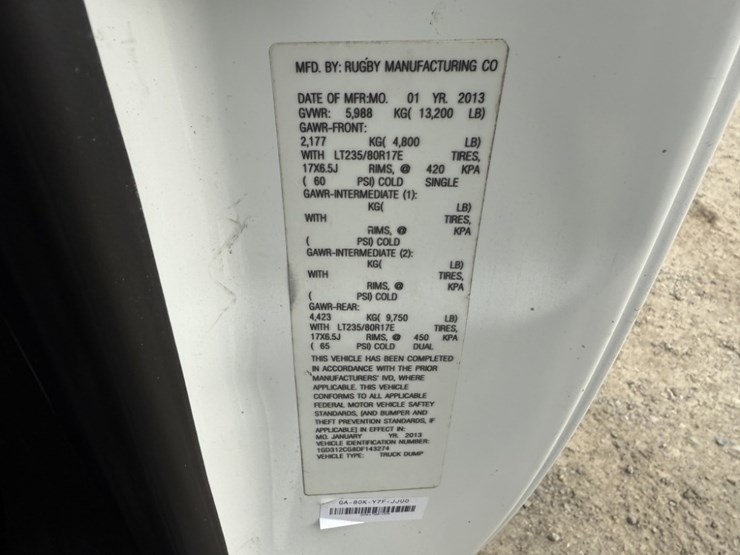 MFD. BY: RUGBY MANUFACTURING CO
DATE OF MFR:MO. 01 YR. 2013
GVWR: 5,988 KG( 13,200 LB)
GAWR-FRONT:
2,177 KG( 4,800 LB)
WITH LT235/80R17E TIRES,
17X6.5J RIMS, @ 420 KPA
( 60 PSI) COLD SINGLE
GAWR-INTERMEDIATE (1):
KG( LB)
WITH TIRES,
RIMS, @ KPA
( PSI) COLD
GAWR-INTERMEDIATE (2):
KG( LB)
WITH TIRES,
RIMS, @ KPA
( PSI) COLD
GAWR-REAR:
4,423 KG( 9,750 LB)
WITH LT235/80R17E TIRES,
17X6.5J RIMS, @ 450 KPA
( 65 PSI) COLD DUAL
THIS VEHICLE HAS BEEN COMPLETED
IN ACCORDANCE WITH THE PRIOR
MANUFACTURERS' IVD, WHERE
APPLICABLE. THIS VEHICLE
CONFORMS TO ALL APPLICABLE
FEDERAL MOTOR VEHICLE SAFTEY
STANDARDS, [AND BUMPER AND
THEFT PREVENTION STANDARDS, IF
APPLICABLE] IN EFFECT IN:
MO. JANUARY YR. 2013
VEHICLE IDENTIFICATION NUMBER:
1GD312CG8DF143274
VEHICLE TYPE: TRUCK DUMP